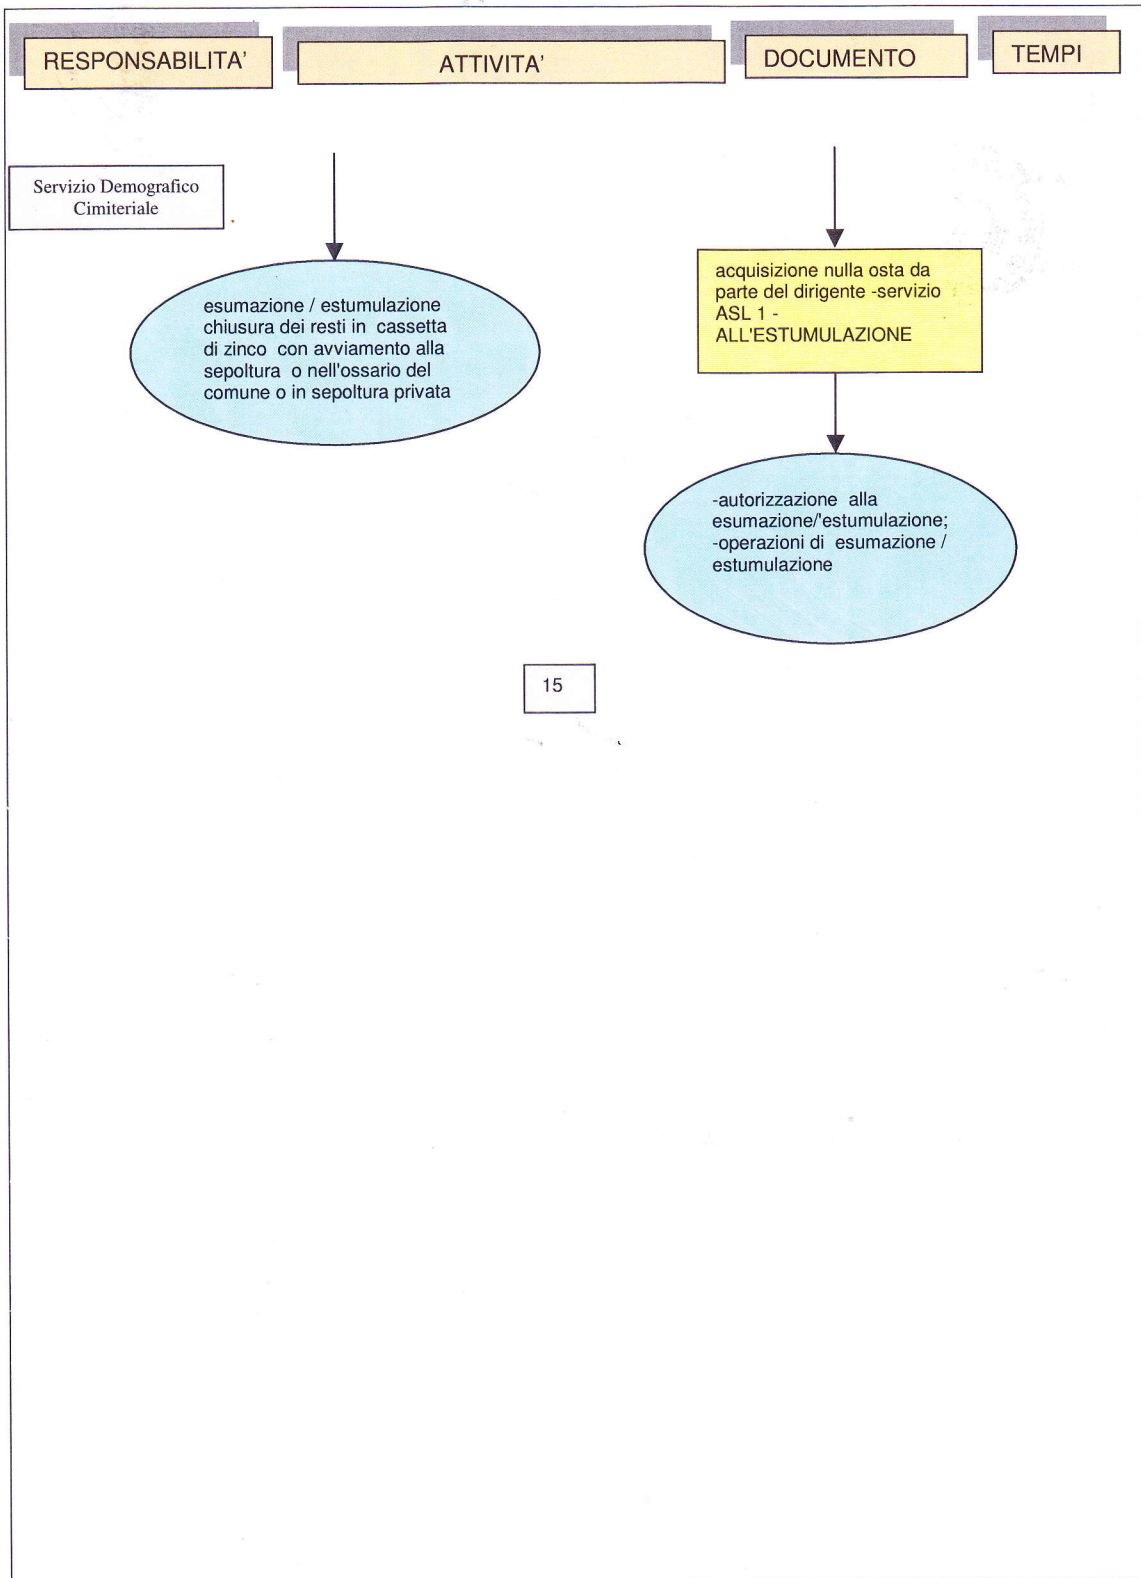 RESPONSABILITA'
ATTIVITA'
DOCUMENTO
TEMPI
Servizio Demografico
Cimiteriale
esumazione / estumulazione
chiusura dei resti in cassetta
di zinco con avviamento alla
sepoltura o nell'ossario del
comune o in sepoltura privata
acquisizione nulla osta da
parte del dirigente -servizio
ASL 1 -
ALL'ESTUMULAZIONE
-autorizzazione alla
esumazione/'estumulazione;
-operazioni di esumazione /
estumulazione
15